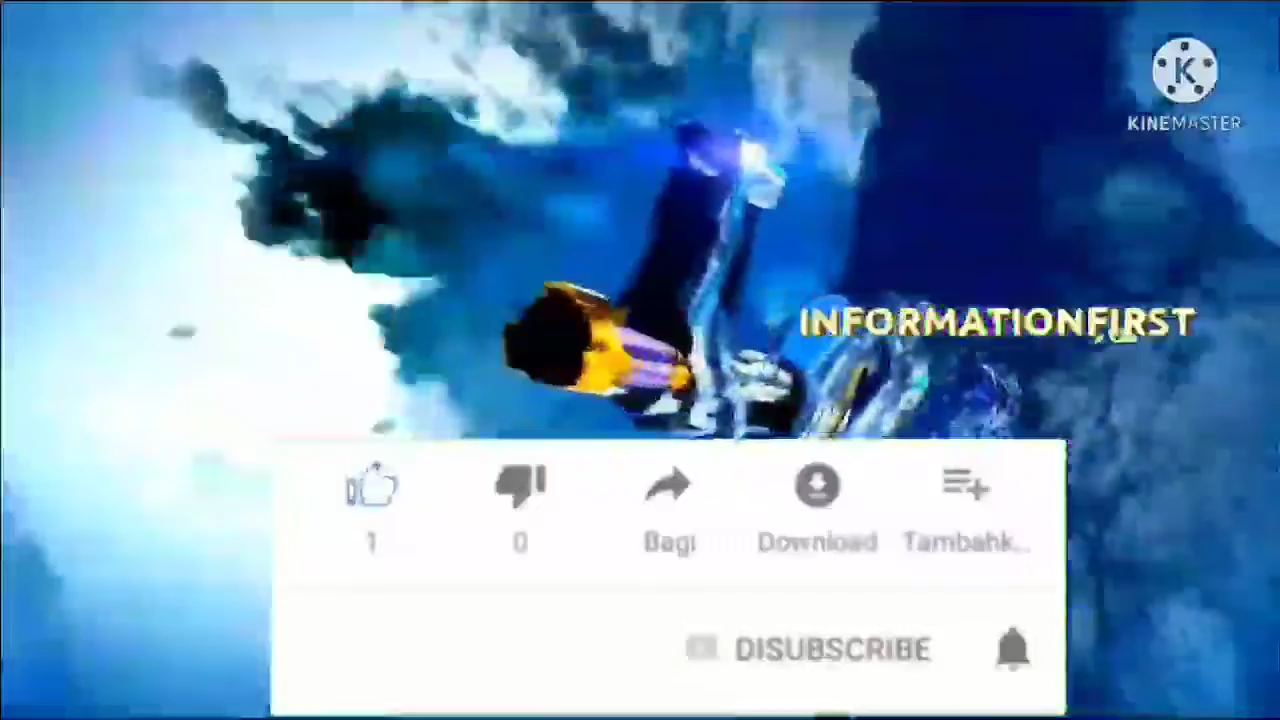 KINEMASTER
INFORMATIONFIRST
1 0 Bagi Download Tambahk...
DISUBSCRIBE